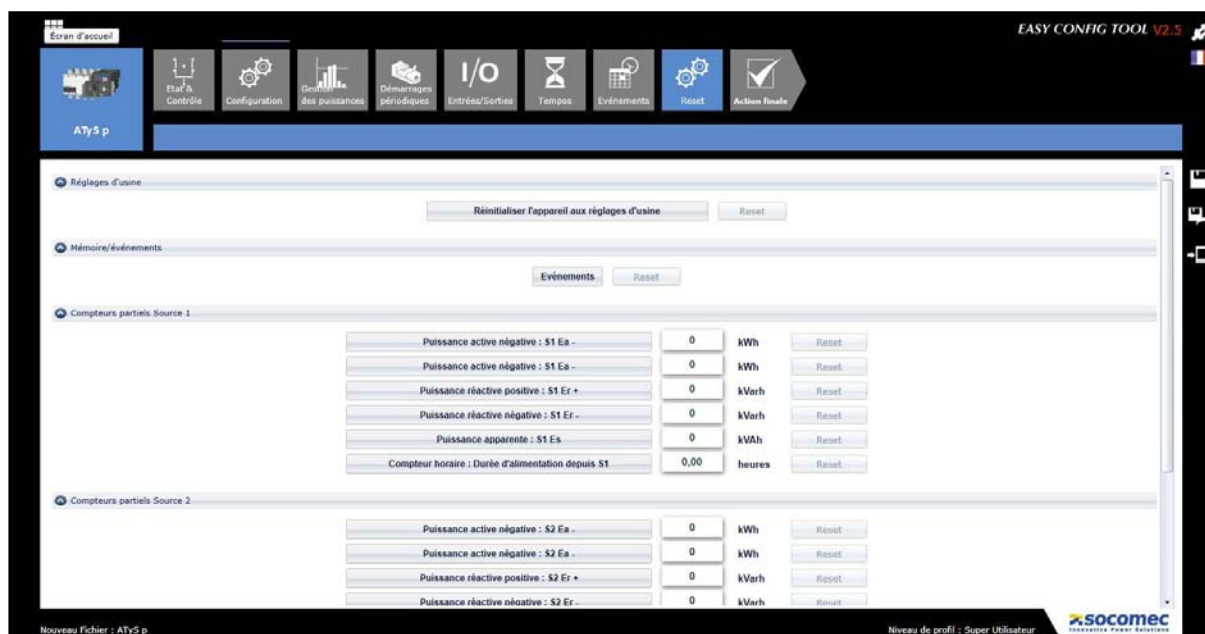 Écran d'accueil
EASY CONFIG TOOL V2.5
ATyS p
Etat &
Contrôle
Configuration
Gestion
des puissances
Démarrages
périodiques
I/O
Entrées/Sorties
Tempos
Evénements
Reset
Action finale
Réglages d'usine
Réinitialiser l'appareil aux réglages d'usine Reset
Mémoire/événements
Evénements Reset
Compteurs partiels Source 1
Puissance active négative : S1 Ea - 0 kWh Reset
Puissance active négative : S1 Ea - 0 kWh Reset
Puissance réactive positive : S1 Er + 0 kVarh Reset
Puissance réactive négative : S1 Er - 0 kVarh Reset
Puissance apparente : S1 Es 0 kVAh Reset
Compteur horaire : Durée d'alimentation depuis S1 0,00 heures Reset
Compteurs partiels Source 2
Puissance active négative : S2 Ea - 0 kWh Reset
Puissance active négative : S2 Ea - 0 kWh Reset
Puissance réactive positive : S2 Er + 0 kVarh Reset
Puissance réactive négative : S2 Er - 0 kVarh Reset
Nouveau Fichier : ATyS p
Niveau de profil : Super Utilisateur
socomec
Innovative Power Solutions